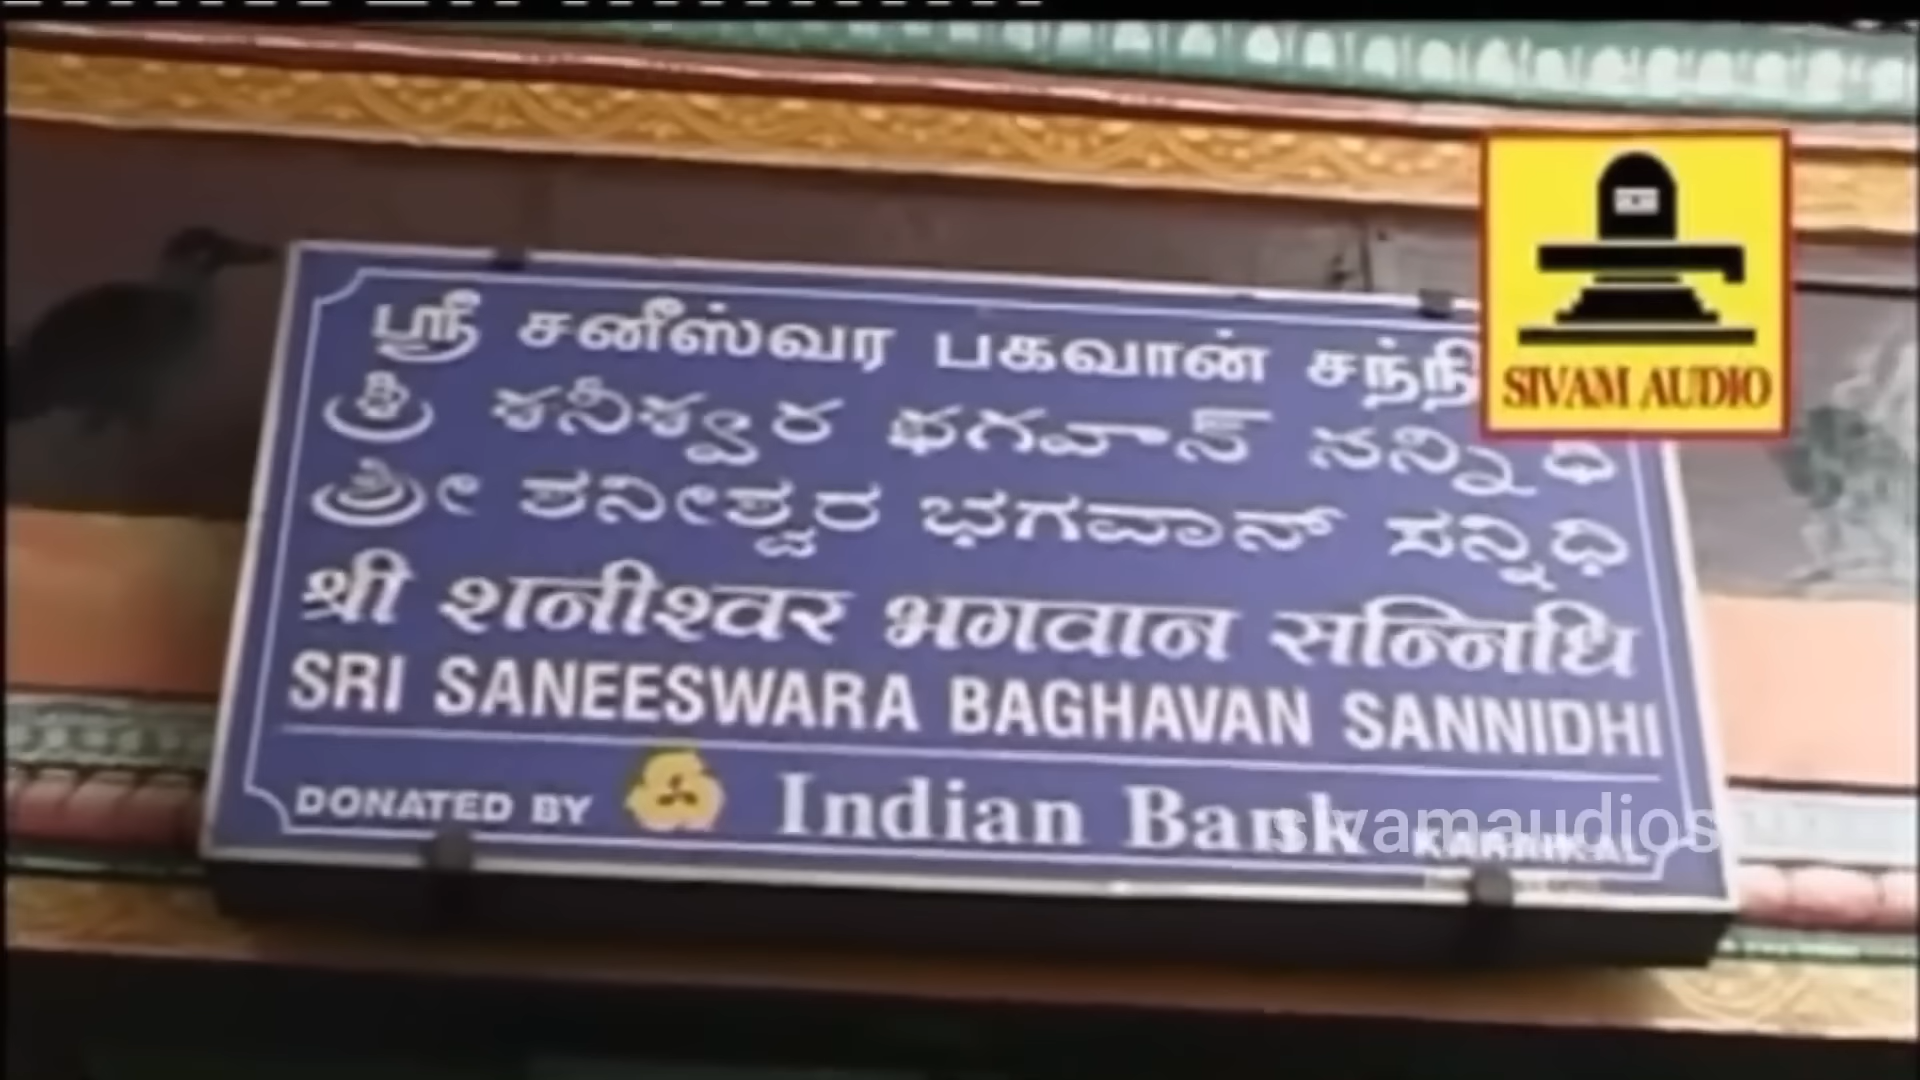 ஸ்ரீ சனீஸ்வர பகவான் சந்நி
శ్రీ శనీశ్వర భగవాన్ సన్నిధి
ಶ್ರೀ ಶನೀಶ್ವರ ಭಗವಾನ್ ಸನ್ನಿಧಿ
श्री शनीश्वर भगवान सन्निधि
SRI SANEESWARA BAGHAVAN SANNIDHI
DONATED BY Indian Bank KARAIKAL
SIVAM AUDIO
sivamaudios